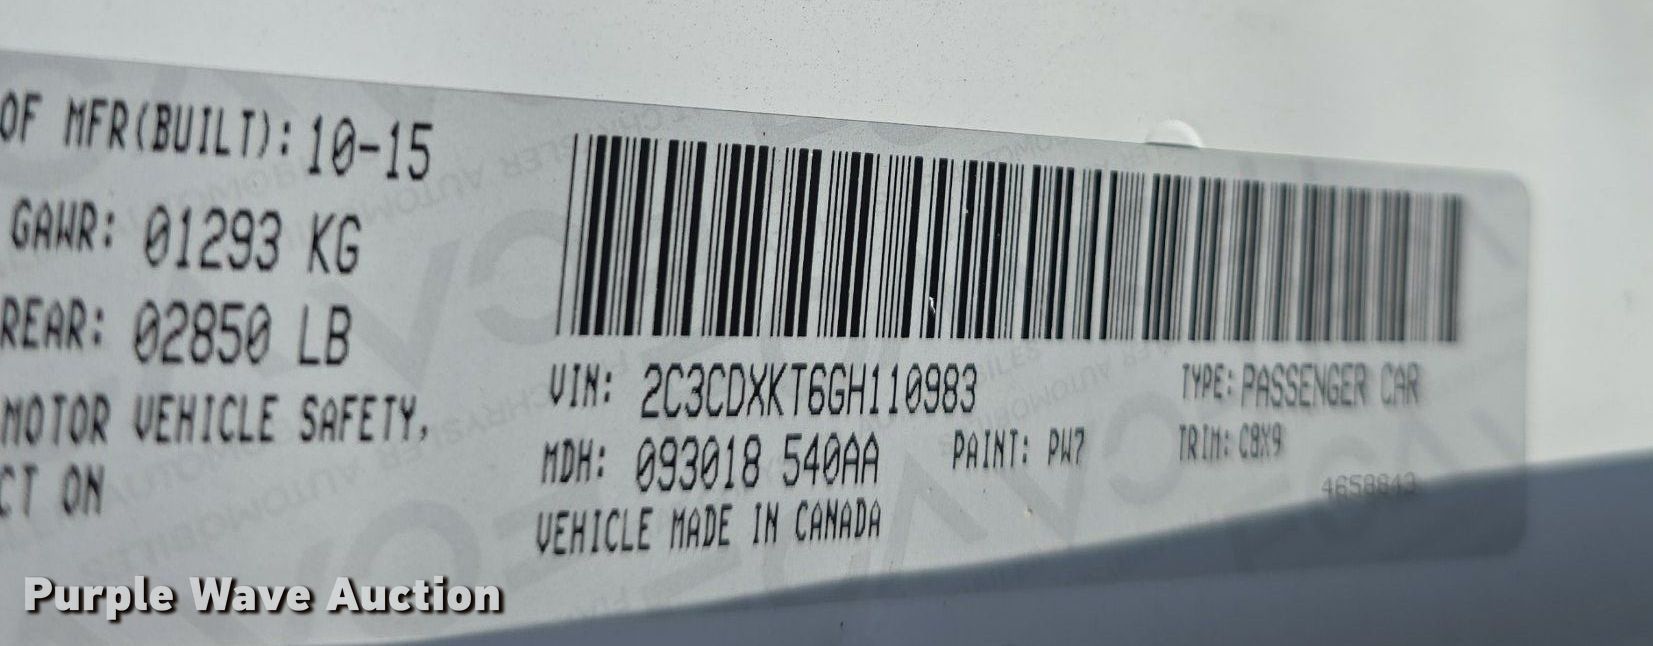 OF MFR(BUILT): 10-15
GAWR: 01293 KG
REAR: 02850 LB
MOTOR VEHICLE SAFETY,
CT ON
VIN: 2C3CDXKT6GH110983
TYPE: PASSENGER CAR
MDH: 093018 540AA
PAINT: PW7
TRIM: C8X9
4658843
VEHICLE MADE IN CANADA
Purple Wave Auction